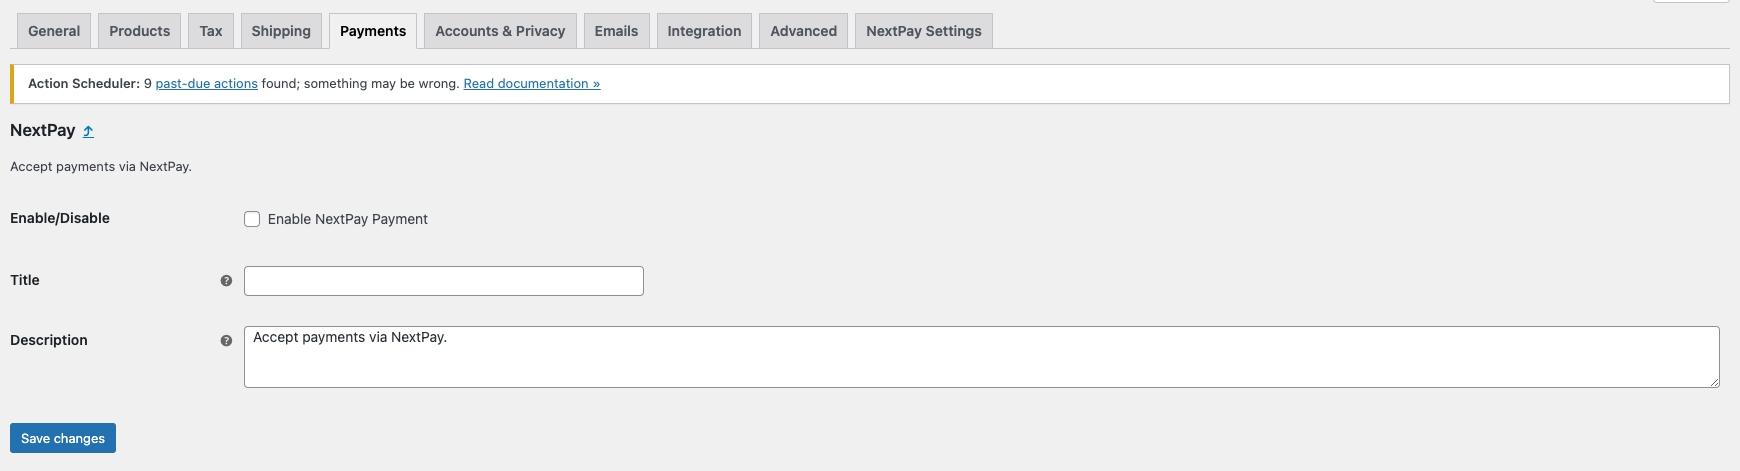 General Products Tax Shipping Payments Accounts & Privacy Emails Integration Advanced NextPay Settings
Action Scheduler: 9 past-due actions found; something may be wrong. Read documentation »
NextPay ⤴
Accept payments via NextPay.
Enable/Disable Enable NextPay Payment
Title ?
Description ? Accept payments via NextPay.
Save changes